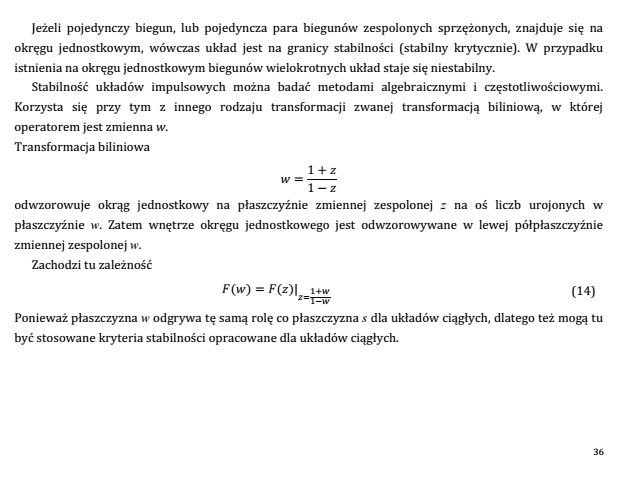 Jeżeli pojedynczy biegun, lub pojedyncza para biegunów zespolonych sprzężonych, znajduje się na
okręgu jednostkowym, wówczas układ jest na granicy stabilności (stabilny krytycznie). W przypadku
istnienia na okręgu jednostkowym biegunów wielokrotnych układ staje się niestabilny.
Stabilność układów impulsowych można badać metodami algebraicznymi i częstotliwościowymi.
Korzysta się przy tym z innego rodzaju transformacji zwanej transformacją biliniową, w której
operatorem jest zmienna w.
Transformacja biliniowa
w = \frac{1 + z}{1 − z}
odwzorowuje okrąg jednostkowy na płaszczyźnie zmiennej zespolonej z na oś liczb urojonych w
płaszczyźnie w. Zatem wnętrze okręgu jednostkowego jest odwzorowywane w lewej półpłaszczyźnie
zmiennej zespolonej w.
Zachodzi tu zależność
F(w) = F(z)|_{z=\frac{1+w}{1−w}} (14)
Ponieważ płaszczyzna w odgrywa tę samą rolę co płaszczyzna s dla układów ciągłych, dlatego też mogą tu
być stosowane kryteria stabilności opracowane dla układów ciągłych.
36